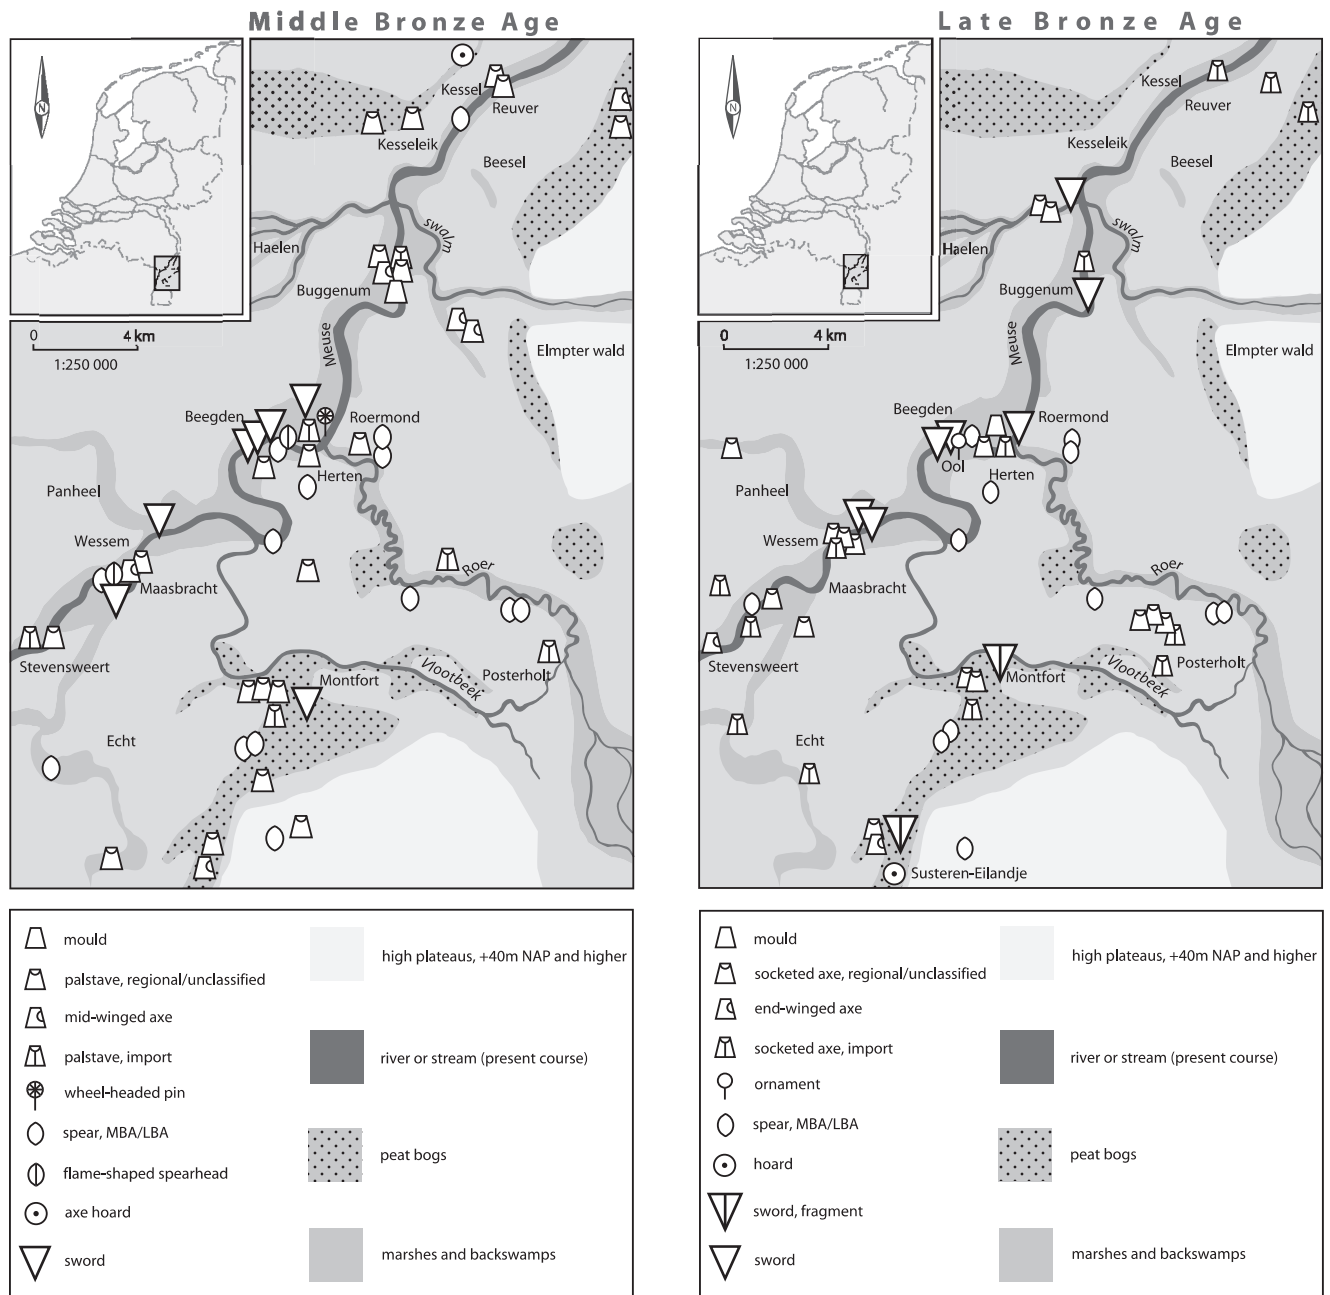 Middle Bronze Age
N
Kessel
Reuver
Kesseleik
Beesel
swalm
Haelen
Buggenum
Meuse
Elmpter wald
0 4 km
1:250 000
Beegden
Roermond
Herten
Panheel
Wessem
Maasbracht
Roer
Stevensweert
Montfort
Vlootbeek
Posterholt
Echt
mould
palstave, regional/unclassified
mid-winged axe
palstave, import
wheel-headed pin
spear, MBA/LBA
flame-shaped spearhead
axe hoard
sword
high plateaus, +40m NAP and higher
river or stream (present course)
peat bogs
marshes and backswamps
Late Bronze Age
N
Kessel
Reuver
Kesseleik
Beesel
swalm
Haelen
Buggenum
Meuse
Elmpter wald
0 4 km
1:250 000
Beegden
Roermond
Ool
Herten
Panheel
Wessem
Maasbracht
Roer
Stevensweert
Montfort
Vlootbeek
Posterholt
Echt
Susteren-Eilandje
mould
socketed axe, regional/unclassified
end-winged axe
socketed axe, import
ornament
spear, MBA/LBA
hoard
sword, fragment
sword
high plateaus, +40m NAP and higher
river or stream (present course)
peat bogs
marshes and backswamps